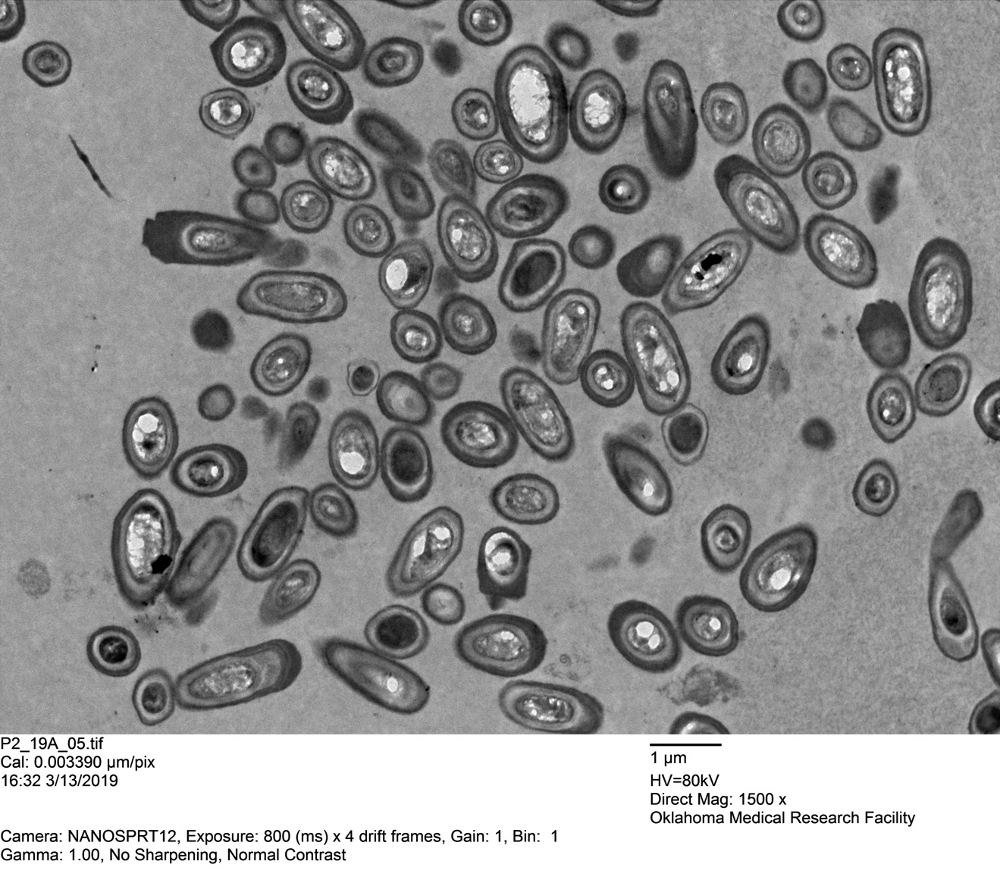 P2_19A_05.tif
Cal: 0.003390 µm/pix
16:32 3/13/2019
Camera: NANOSPRT12, Exposure: 800 (ms) x 4 drift frames, Gain: 1, Bin:  1
Gamma: 1.00, No Sharpening, Normal Contrast
1 µm
HV=80kV
Direct Mag: 1500 x
Oklahoma Medical Research Facility